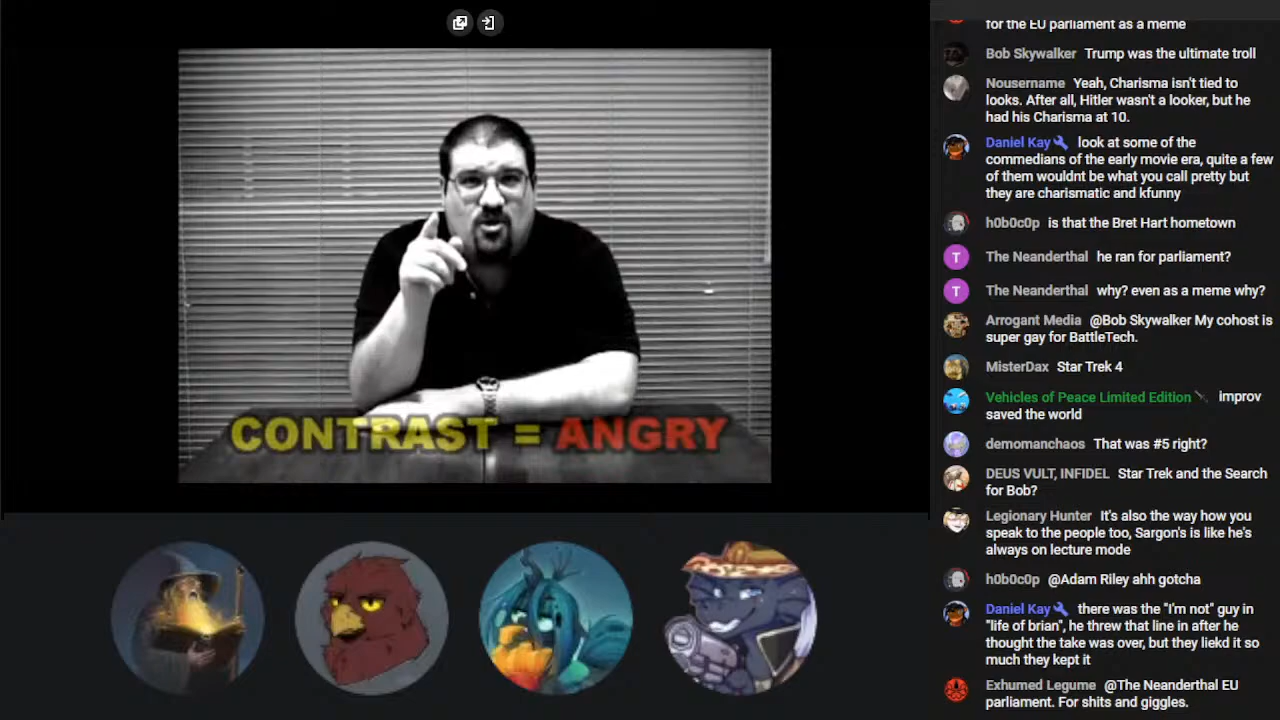 CONTRAST = ANGRY
for the EU parliament as a meme
Bob Skywalker Trump was the ultimate troll
Nousername Yeah, Charisma isn't tied to
looks. After all, Hitler wasn't a looker, but he
had his Charisma at 10.
Daniel Kay look at some of the
commedians of the early movie era, quite a few
of them wouldnt be what you call pretty but
they are charismatic and kfunny
h0b0c0p is that the Bret Hart hometown
T
The Neanderthal he ran for parliament?
T
The Neanderthal why? even as a meme why?
Arrogant Media @Bob Skywalker My cohost is
super gay for BattleTech.
MisterDax Star Trek 4
Vehicles of Peace Limited Edition improv
saved the world
demomanchaos That was #5 right?
DEUS VULT, INFIDEL Star Trek and the Search
for Bob?
Legionary Hunter It's also the way how you
speak to the people too, Sargon's is like he's
always on lecture mode
h0b0c0p @Adam Riley ahh gotcha
Daniel Kay there was the "I'm not" guy in
"life of brian", he threw that line in after he
thought the take was over, but they liekd it so
much they kept it
Exhumed Legume @The Neanderthal EU
parliament. For shits and giggles.